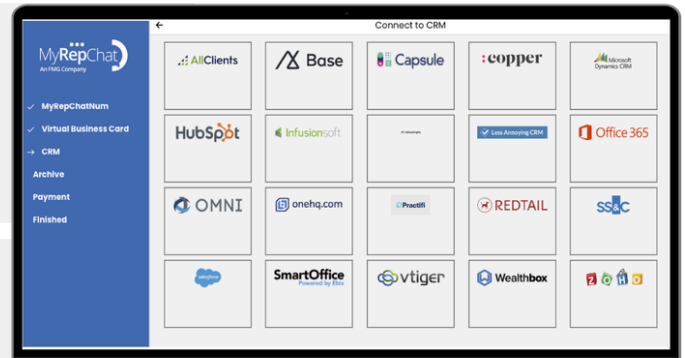 ←
Connect to CRM
MyRepChat
An FMG Company
✓ MyRepChatNum
✓ Virtual Business Card
→ CRM
Archive
Payment
Finished
AllClients
Base
Capsule
:copper
Microsoft
Dynamics CRM
HubSpot
Infusionsoft
Less Annoying CRM
Office 365
OMNI
onehq.com
Practifi
REDTAIL
SS&C
salesforce
SmartOffice
Powered by Ebix
vtiger
Wealthbox
ZOHO